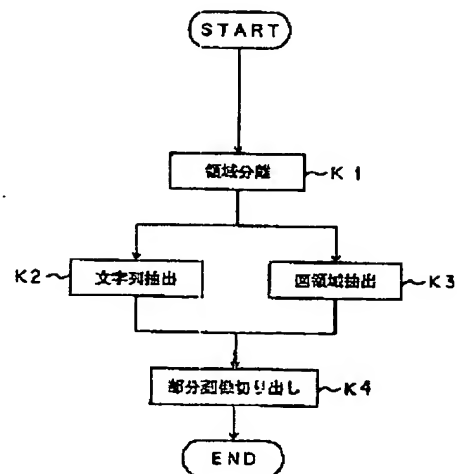 START
領域分離 K1
K2 文字列抽出
図領域抽出 K3
部分画像切り出し K4
END